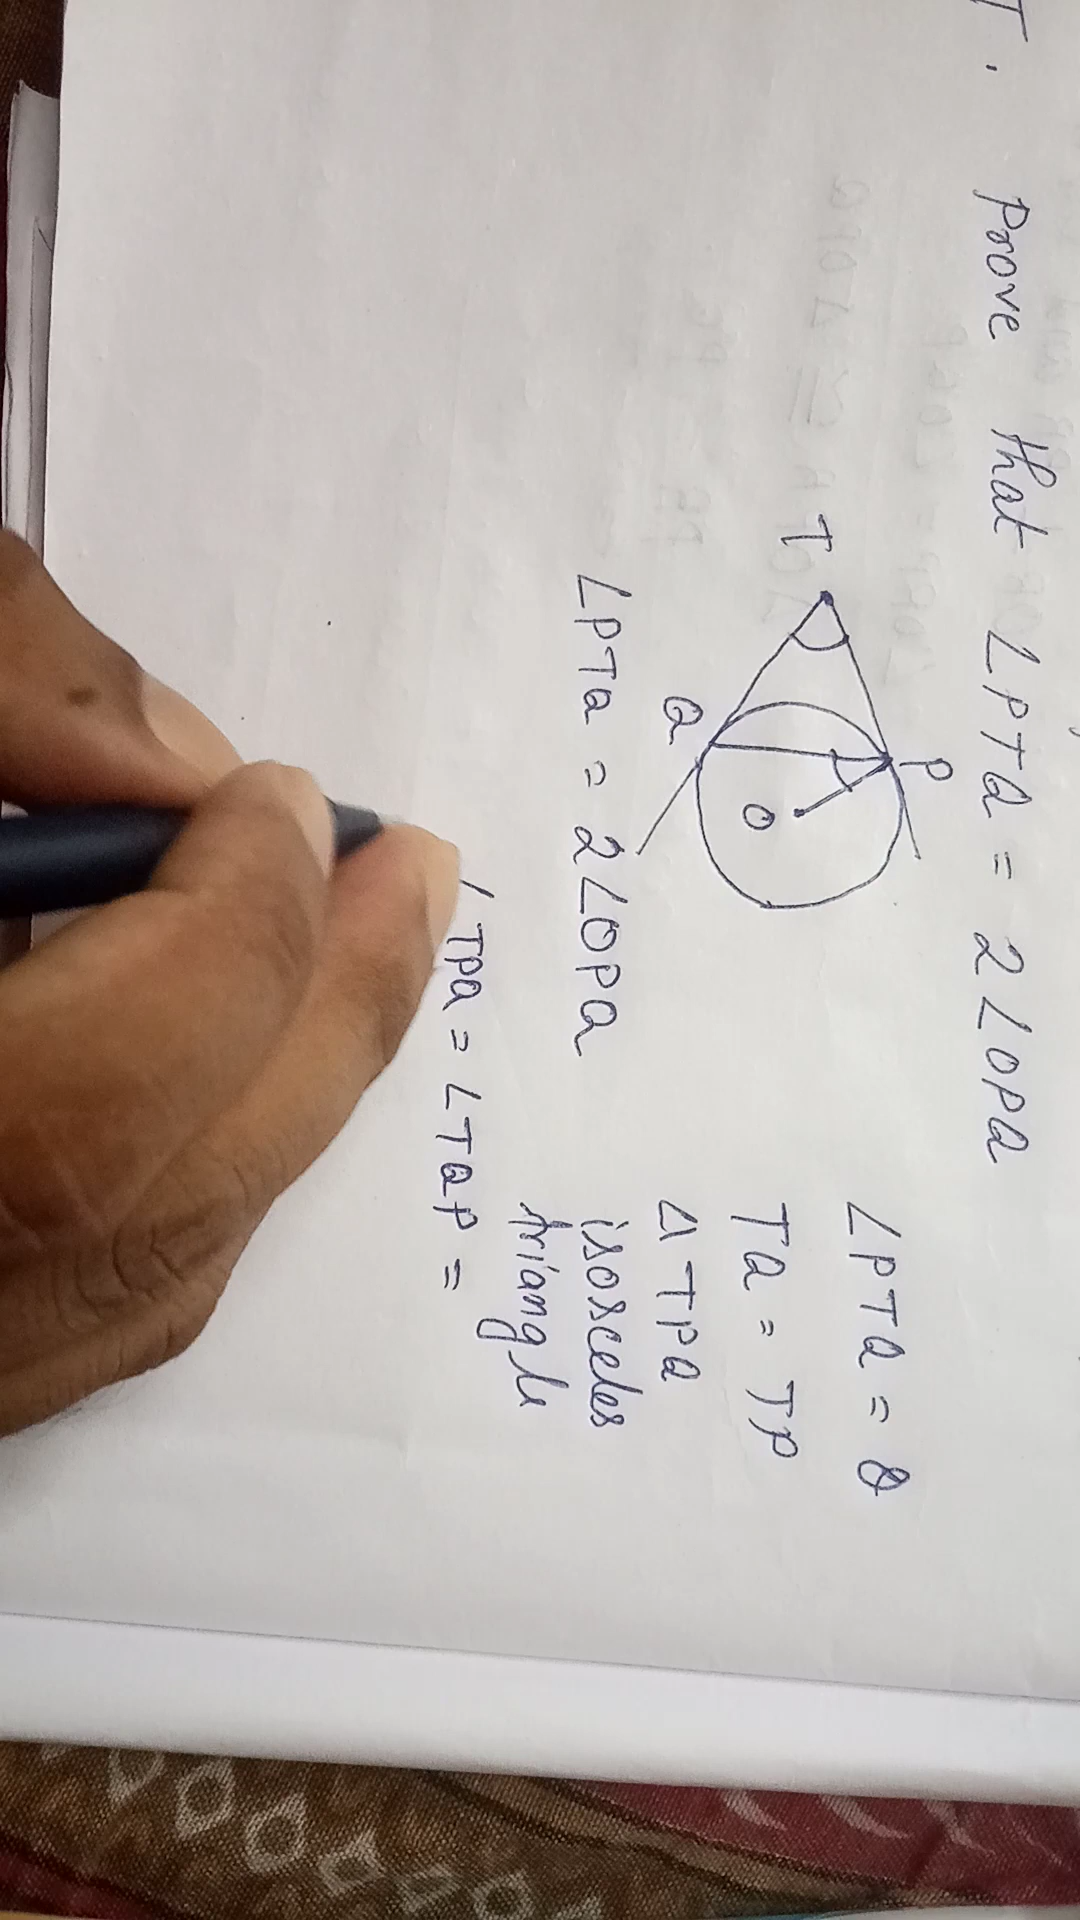 T. Prove that ∠PTQ = 2∠OPQ
T
P
Q
O
∠PTQ = θ
TQ = TP
Δ TPQ
isosceles
triangle
∠PTQ = 2∠OPQ
∠TPQ = ∠TQP =